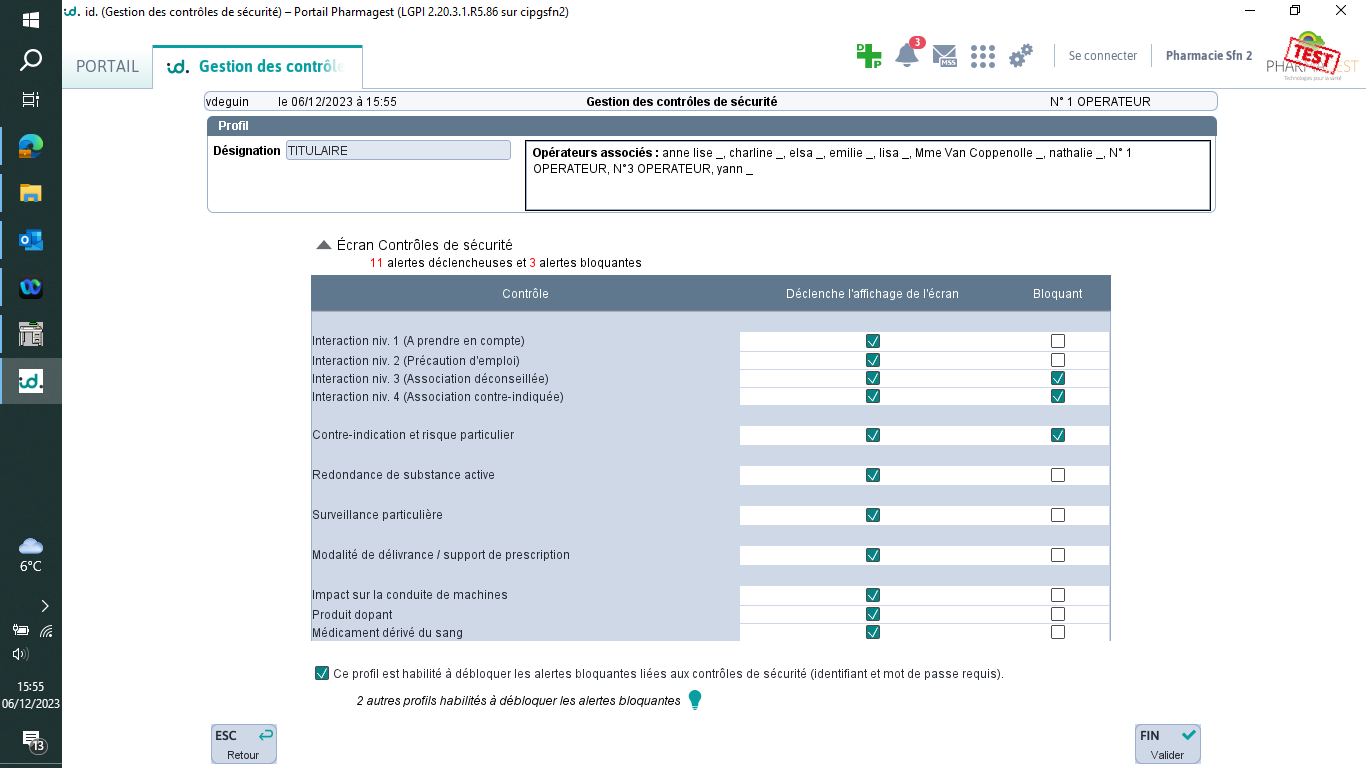 id. (Gestion des contrôles de sécurité) – Portail Pharmagest (LGPI 2.20.3.1.R5.86 sur cipgsfn2)
PORTAIL
id. Gestion des contrôle
3
MSS
Se connecter
Pharmacie Sfn 2
TEST
Technologies pour la santé
vdeguin le 06/12/2023 à 15:55 Gestion des contrôles de sécurité N° 1 OPERATEUR
Profil
Désignation TITULAIRE
Opérateurs associés : anne lise _, charline _, elsa _, emilie _, lisa _, Mme Van Coppenolle _, nathalie _, N° 1
OPERATEUR, N°3 OPERATEUR, yann _
Écran Contrôles de sécurité
11 alertes déclencheuses et 3 alertes bloquantes
Contrôle Déclenche l'affichage de l'écran Bloquant
Interaction niv. 1 (A prendre en compte)
Interaction niv. 2 (Précaution d'emploi)
Interaction niv. 3 (Association déconseillée)
Interaction niv. 4 (Association contre-indiquée)
Contre-indication et risque particulier
Redondance de substance active
Surveillance particulière
Modalité de délivrance / support de prescription
Impact sur la conduite de machines
Produit dopant
Médicament dérivé du sang
Ce profil est habilité à débloquer les alertes bloquantes liées aux contrôles de sécurité (identifiant et mot de passe requis).
2 autres profils habilités à débloquer les alertes bloquantes
ESC
Retour
FIN
Valider
id.
6°C
15:55
06/12/2023
13